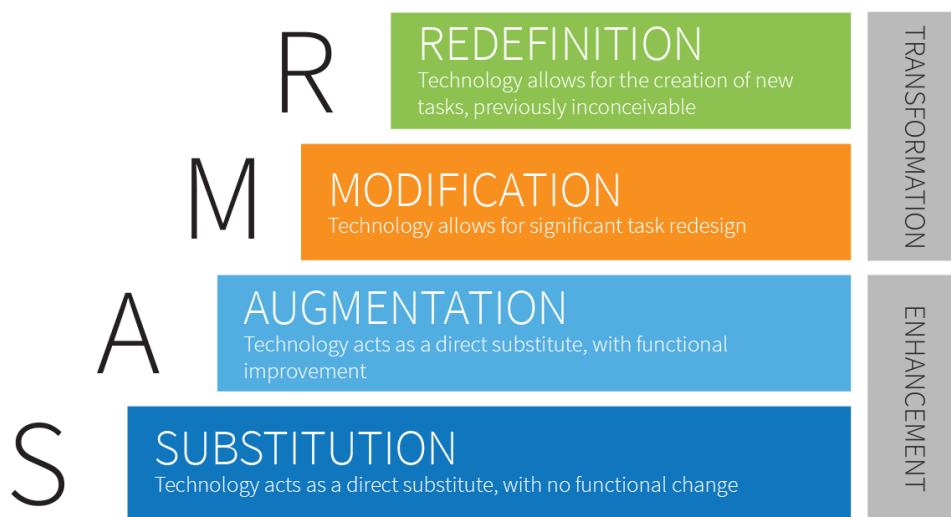 R
REDEFINITION
Technology allows for the creation of new
tasks, previously inconceivable
TRANSFORMATION
M
MODIFICATION
Technology allows for significant task redesign
A
AUGMENTATION
Technology acts as a direct substitute, with functional
improvement
ENHANCEMENT
S
SUBSTITUTION
Technology acts as a direct substitute, with no functional change